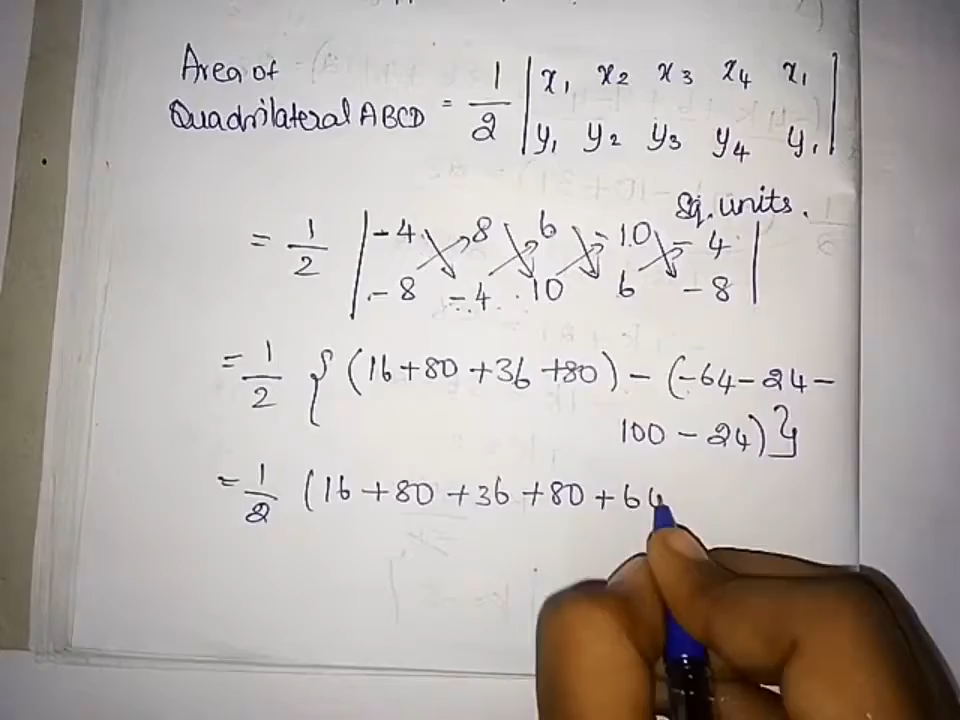 Area of
Quadrilateral ABCD = 1/2 | x₁ x₂ x₃ x₄ x₁ |
y₁ y₂ y₃ y₄ y₁
Sq. units.
= 1/2 | -4 8 6 -10 -4 |
-8 -4 10 6 -8
= 1/2 { (16+80+36+80) - (-64-24-
100-24) }
= 1/2 (16+80+36+80+64